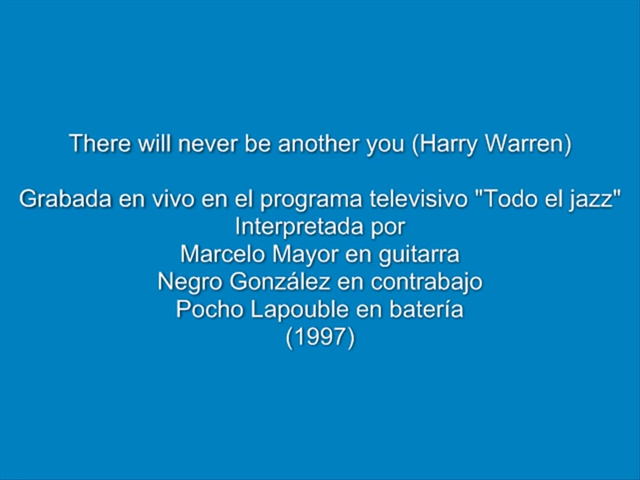 There will never be another you (Harry Warren)
Grabada en vivo en el programa televisivo "Todo el jazz"
Interpretada por
Marcelo Mayor en guitarra
Negro González en contrabajo
Pocho Lapouble en batería
(1997)